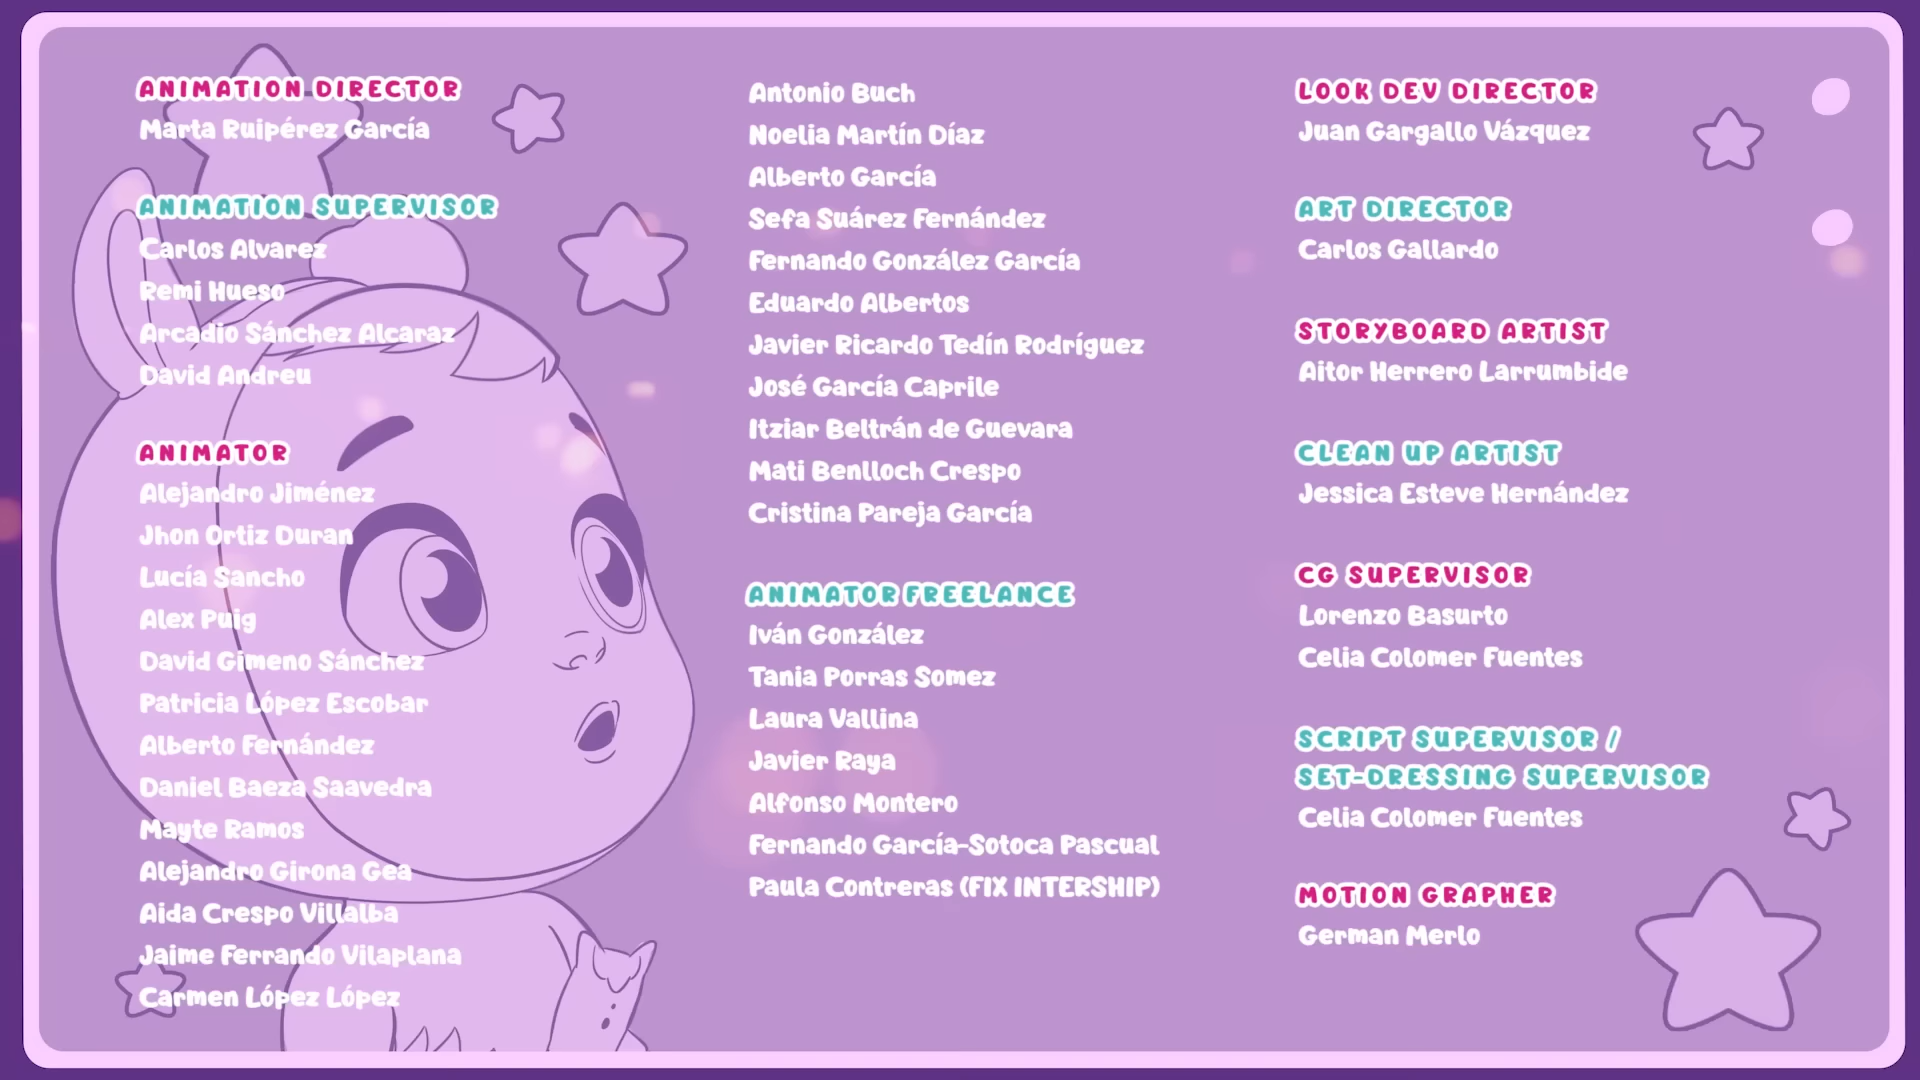 ANIMATION DIRECTOR
Marta Ruipérez García
ANIMATION SUPERVISOR
Carlos Alvarez
Remi Hueso
Arcadio Sánchez Alcaraz
David Andreu
ANIMATOR
Alejandro Jiménez
Jhon Ortiz Duran
Lucía Sancho
Alex Puig
David Gimeno Sánchez
Patricia López Escobar
Alberto Fernández
Daniel Baeza Saavedra
Mayte Ramos
Alejandro Girona Gea
Aida Crespo Villalba
Jaime Ferrando Vilaplana
Carmen López López
Antonio Buch
Noelia Martín Díaz
Alberto García
Sefa Suárez Fernández
Fernando González García
Eduardo Albertos
Javier Ricardo Tedín Rodríguez
José García Caprile
Itziar Beltrán de Guevara
Mati Benlloch Crespo
Cristina Pareja García
ANIMATOR FREELANCE
Iván González
Tania Porras Somez
Laura Vallina
Javier Raya
Alfonso Montero
Fernando García-Sotoca Pascual
Paula Contreras (FIX INTERSHIP)
LOOK DEV DIRECTOR
Juan Gargallo Vázquez
ART DIRECTOR
Carlos Gallardo
STORYBOARD ARTIST
Aitor Herrero Larrumbide
CLEAN UP ARTIST
Jessica Esteve Hernández
CG SUPERVISOR
Lorenzo Basurto
Celia Colomer Fuentes
SCRIPT SUPERVISOR /
SET-DRESSING SUPERVISOR
Celia Colomer Fuentes
MOTION GRAPHER
German Merlo